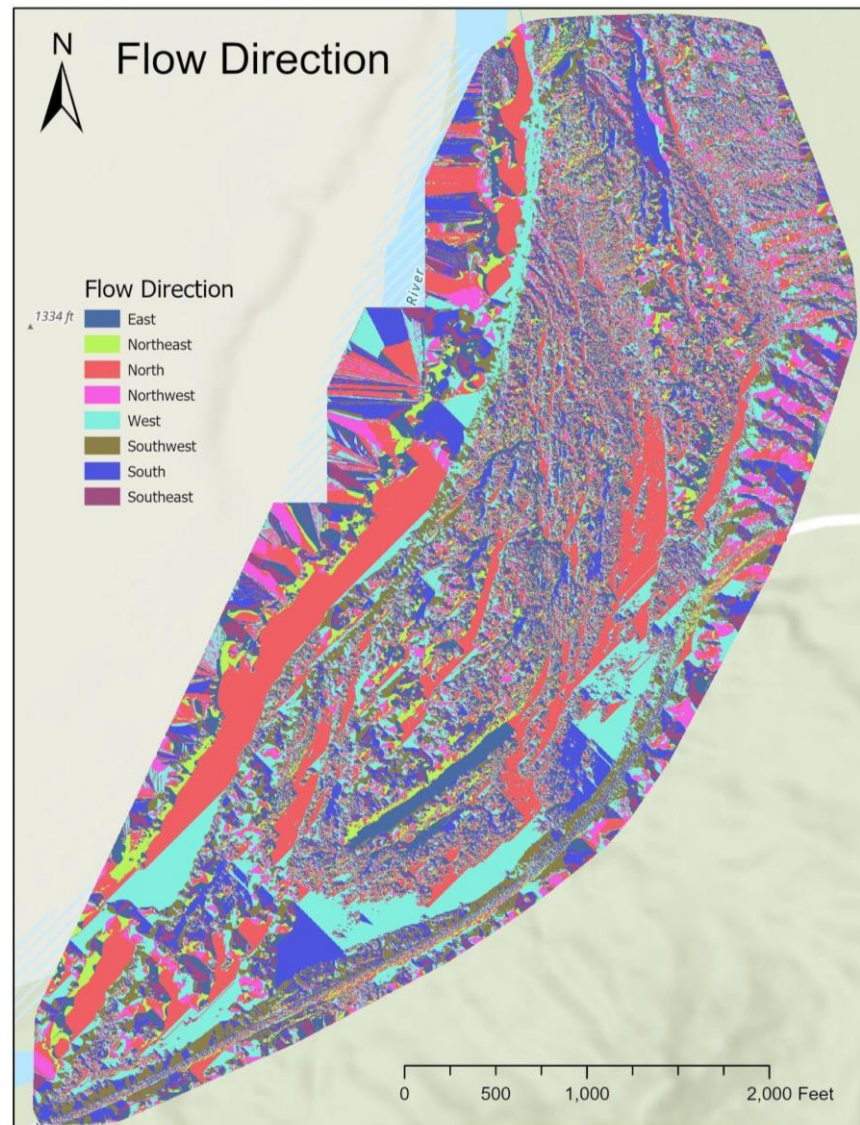 N
Flow Direction
River
1334 ft
Flow Direction
East
Northeast
North
Northwest
West
Southwest
South
Southeast
0 500 1,000 2,000 Feet